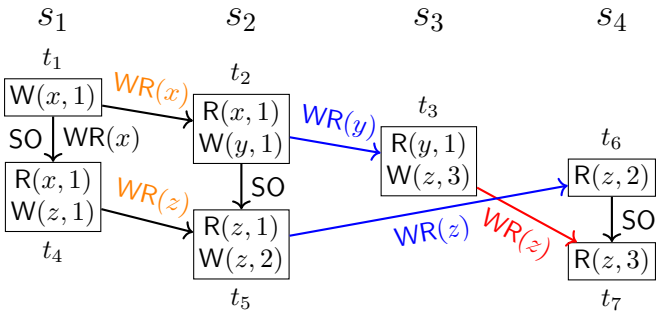 s1 s2 s3 s4
t1
W(x, 1)
WR(x)
t2
R(x, 1)
W(y, 1)
WR(y)
t3
R(y, 1)
W(z, 3)
t6
R(z, 2)
SO WR(x)
R(x, 1)
W(z, 1)
t4
WR(z)
SO
R(z, 1)
W(z, 2)
t5
WR(z)
WR(z)
SO
R(z, 3)
t7